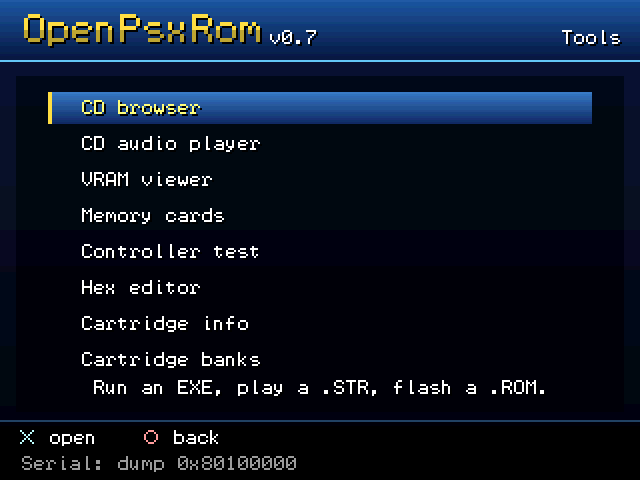 OpenPsxRom v0.7 Tools
CD browser
CD audio player
VRAM viewer
Memory cards
Controller test
Hex editor
Cartridge info
Cartridge banks
Run an EXE, play a .STR, flash a .ROM.
X open O back
Serial: dump 0x80100000